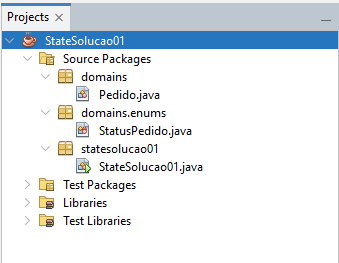 Projects
StateSolucao01
Source Packages
domains
Pedido.java
domains.enums
StatusPedido.java
statesolucao01
StateSolucao01.java
Test Packages
Libraries
Test Libraries